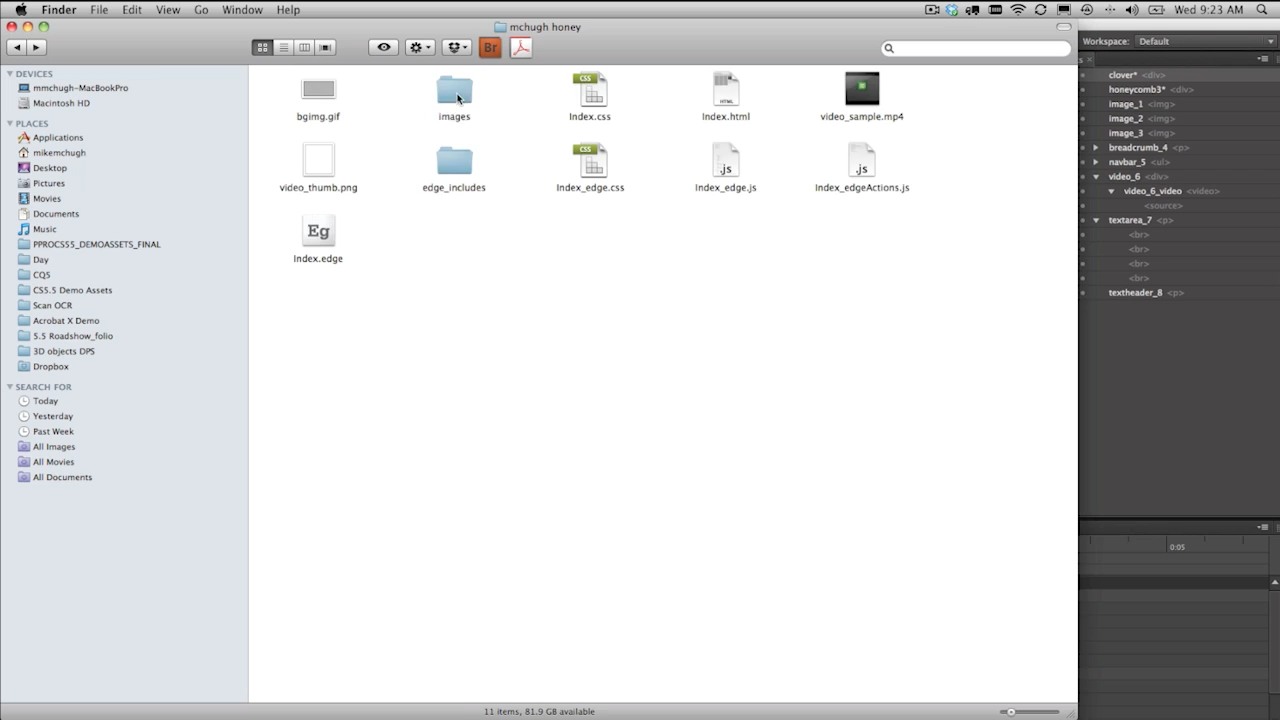 Finder File Edit View Go Window Help Wed 9:23 AM
mchugh honey
Br
Workspace: Default
DEVICES
mmchugh-MacBookPro
Macintosh HD
PLACES
Applications
mikemchugh
Desktop
Pictures
Movies
Documents
Music
PPROCS55_DEMOASSETS_FINAL
Day
CQ5
CS5.5 Demo Assets
Scan OCR
Acrobat X Demo
5.5 Roadshow_folio
3D objects DPS
Dropbox
SEARCH FOR
Today
Yesterday
Past Week
All Images
All Movies
All Documents
CSS
HTML
bgimg.gif images Index.css Index.html video_sample.mp4
CSS
.js
.js
video_thumb.png edge_includes Index_edge.css Index_edge.js Index_edgeActions.js
Eg
Index.edge
clover* <div>
honeycomb3* <div>
image_1 <img>
image_2 <img>
image_3 <img>
breadcrumb_4 <p>
navbar_5 <ul>
video_6 <div>
video_6_video <video>
<source>
textarea_7 <p>
<br>
<br>
<br>
<br>
textheader_8 <p>
0:05
11 items, 81.9 GB available